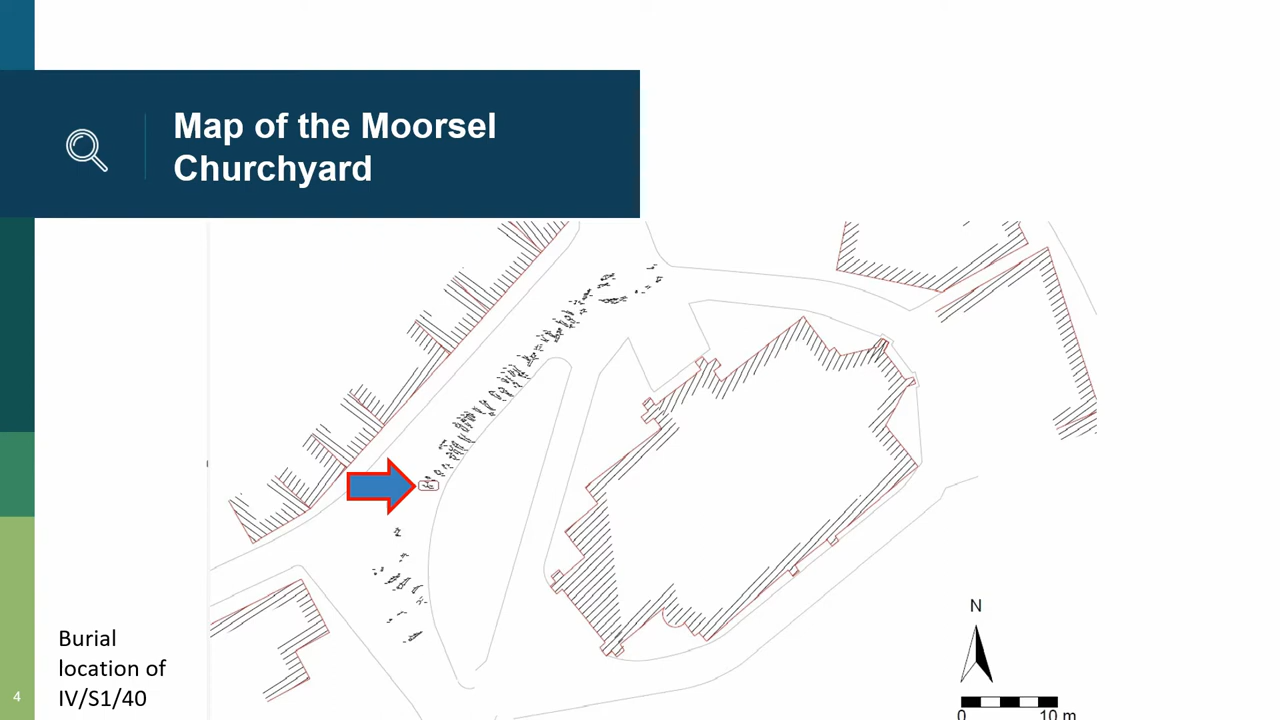 Map of the Moorsel
Churchyard
Burial
location of
IV/S1/40
4
N
0 10 m